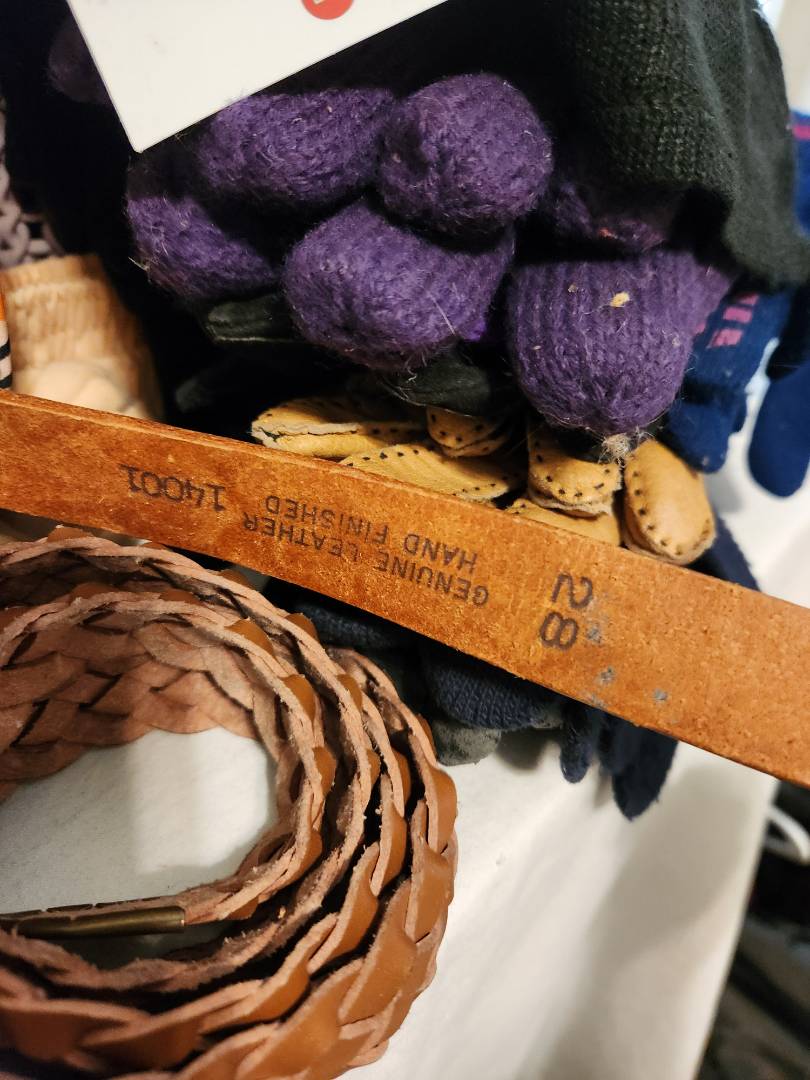 28
GENUINE LEATHER 14001
HAND FINISHED